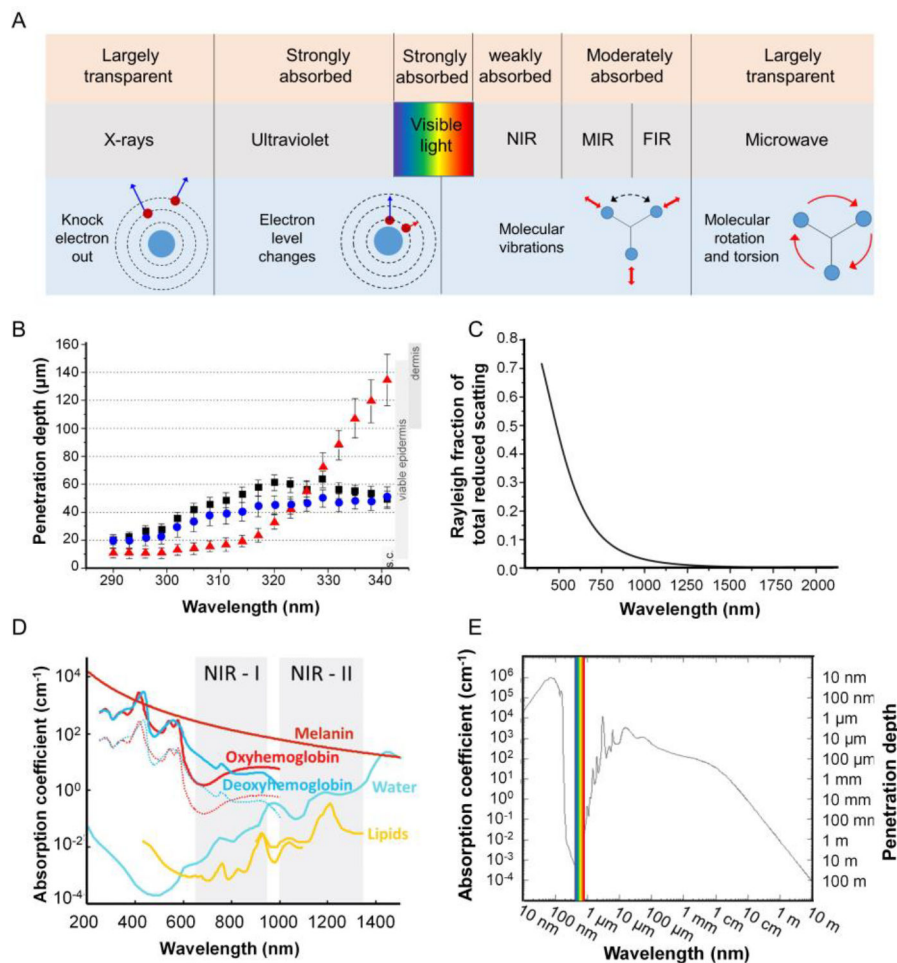 A
Largely transparent
Strongly absorbed
Strongly absorbed
weakly absorbed
Moderately absorbed
Largely transparent
X-rays
Ultraviolet
Visible light
NIR
MIR
FIR
Microwave
Knock electron out
Electron level changes
Molecular vibrations
Molecular rotation and torsion
B
Penetration depth (µm)
160
140
120
100
80
60
40
20
0
290
300
310
320
330
340
Wavelength (nm)
s.c.
viable epidermis
dermis
C
Rayleigh fraction of
total reduced scatting
0.8
0.7
0.6
0.5
0.4
0.3
0.2
0.1
0.0
500
750
1000
1250
1500
1750
2000
Wavelength (nm)
D
Absorption coefficient (cm⁻¹)
10⁴
10²
10⁰
10⁻²
10⁻⁴
NIR - I
NIR - II
Melanin
Oxyhemoglobin
Deoxyhemoglobin
Water
Lipids
200
400
600
800
1000
1200
1400
Wavelength (nm)
E
Absorption coefficient (cm⁻¹)
10⁶
10⁵
10⁴
10³
10²
10¹
10⁰
10⁻¹
10⁻²
10⁻³
10⁻⁴
10 nm
100 nm
1 µm
10 µm
100 µm
1 mm
10 mm
100 mm
1 m
10 m
100 m
Penetration depth
10 nm
100 nm
1 µm
10 µm
100 µm
1 mm
1 cm
10 cm
1 m
10 m
Wavelength (nm)